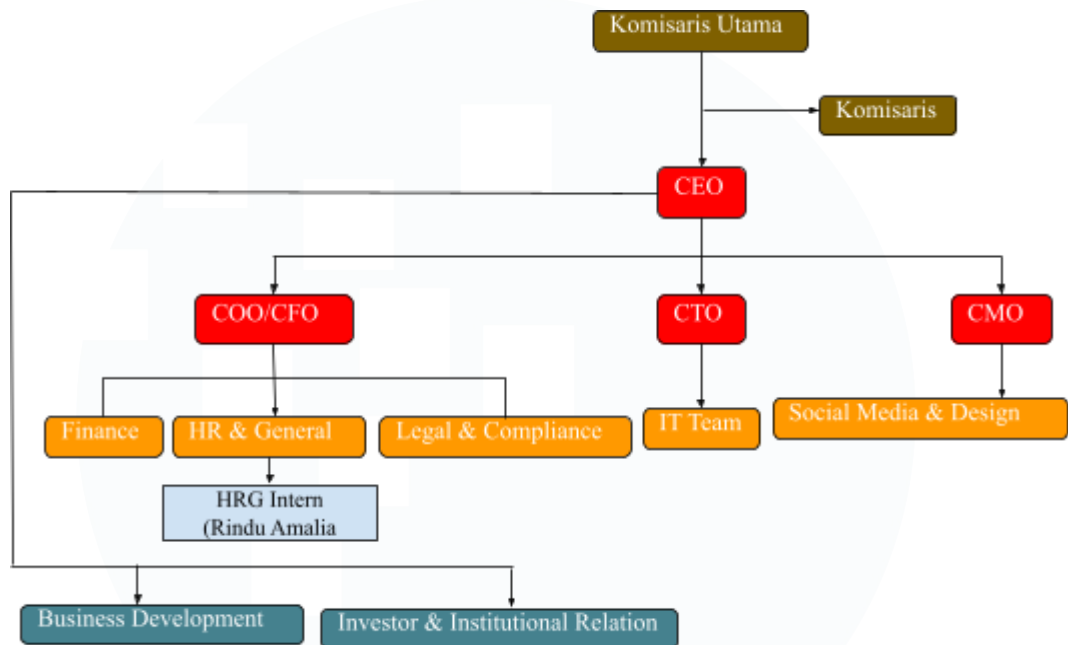 Komisaris Utama
Komisaris
CEO
COO/CFO
CTO
CMO
Finance
HR & General
Legal & Compliance
IT Team
Social Media & Design
HRG Intern
(Rindu Amalia
Business Development
Investor & Institutional Relation